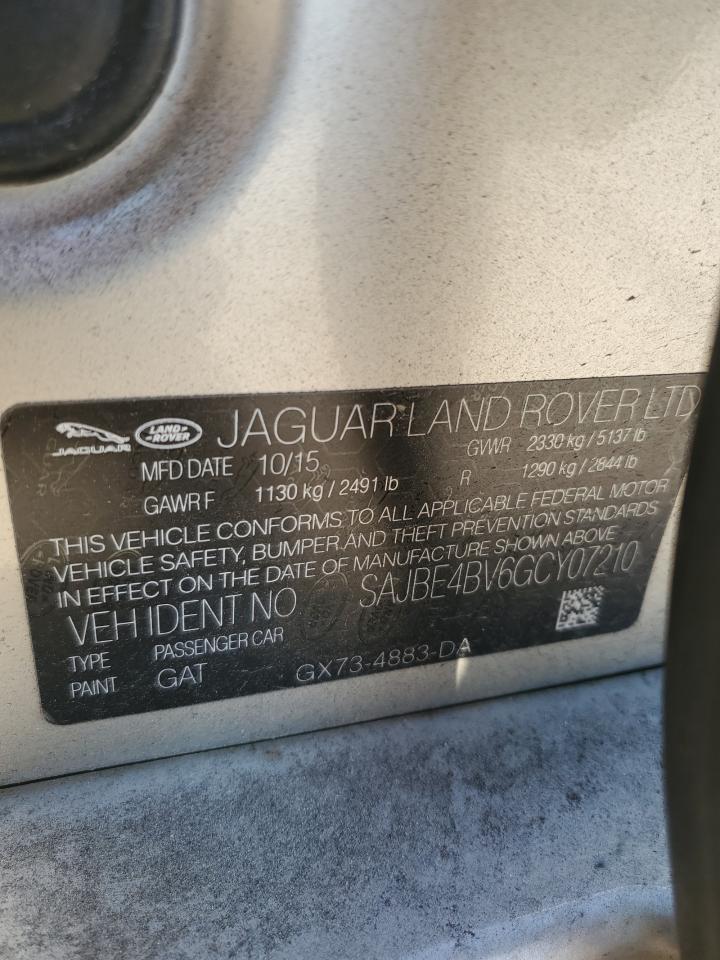 JAGUAR LAND-ROVER JAGUAR LAND ROVER LTD
MFD DATE 10/15 GVWR 2330 kg / 5137 lb
GAWR F 1130 kg / 2491 lb R 1290 kg / 2844 lb
THIS VEHICLE CONFORMS TO ALL APPLICABLE FEDERAL MOTOR
VEHICLE SAFETY, BUMPER AND THEFT PREVENTION STANDARDS
IN EFFECT ON THE DATE OF MANUFACTURE SHOWN ABOVE
VEH IDENT NO SAJBE4BV6GCY07210
TYPE PASSENGER CAR
PAINT GAT GX73-4883-DA